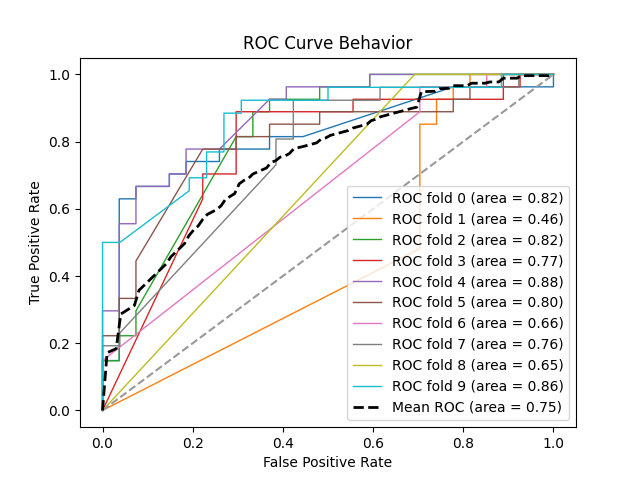 ROC Curve Behavior
True Positive Rate
1.0
0.8
0.6
0.4
0.2
0.0
ROC fold 0 (area = 0.82)
ROC fold 1 (area = 0.46)
ROC fold 2 (area = 0.82)
ROC fold 3 (area = 0.77)
ROC fold 4 (area = 0.88)
ROC fold 5 (area = 0.80)
ROC fold 6 (area = 0.66)
ROC fold 7 (area = 0.76)
ROC fold 8 (area = 0.65)
ROC fold 9 (area = 0.86)
Mean ROC (area = 0.75)
0.0 0.2 0.4 0.6 0.8 1.0
False Positive Rate